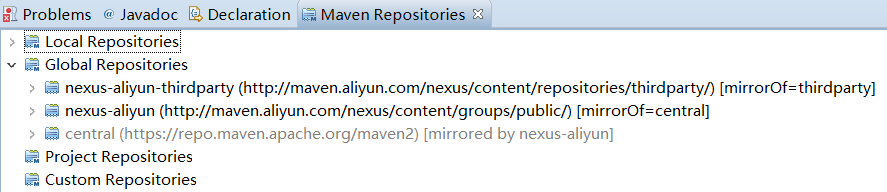 Problems @ Javadoc Declaration Maven Repositories
Local Repositories
Global Repositories
nexus-aliyun-thirdparty (http://maven.aliyun.com/nexus/content/repositories/thirdparty/) [mirrorOf=thirdparty]
nexus-aliyun (http://maven.aliyun.com/nexus/content/groups/public/) [mirrorOf=central]
central (https://repo.maven.apache.org/maven2) [mirrored by nexus-aliyun]
Project Repositories
Custom Repositories